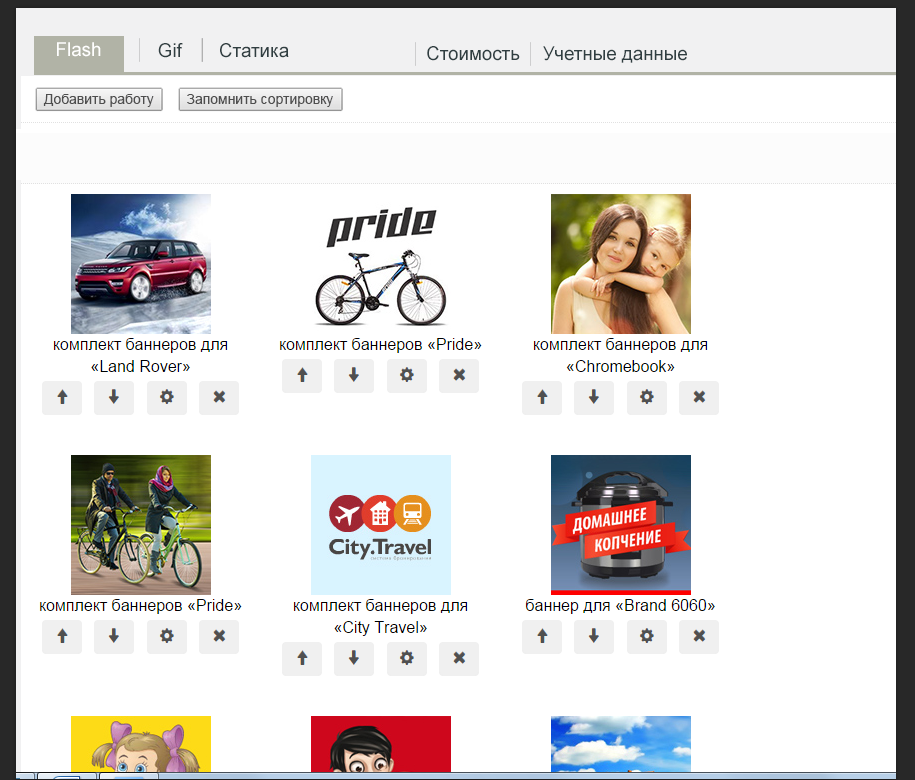 Flash Gif Статика Стоимость Учетные данные
Добавить работу Запомнить сортировку
pride
комплект баннеров для
«Land Rover»
комплект баннеров «Pride»
комплект баннеров для
«Chromebook»
City.Travel
система бронирования
ДОМАШНЕЕ
КОПЧЕНИЕ
комплект баннеров «Pride»
комплект баннеров для
«City Travel»
баннер для «Brand 6060»